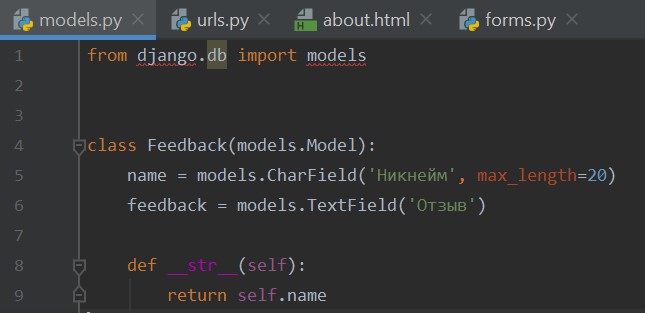 models.py × urls.py × about.html × forms.py ×
1 from django.db import models
2
3
4 class Feedback(models.Model):
5     name = models.CharField('Никнейм', max_length=20)
6     feedback = models.TextField('Отзыв')
7
8     def __str__(self):
9         return self.name